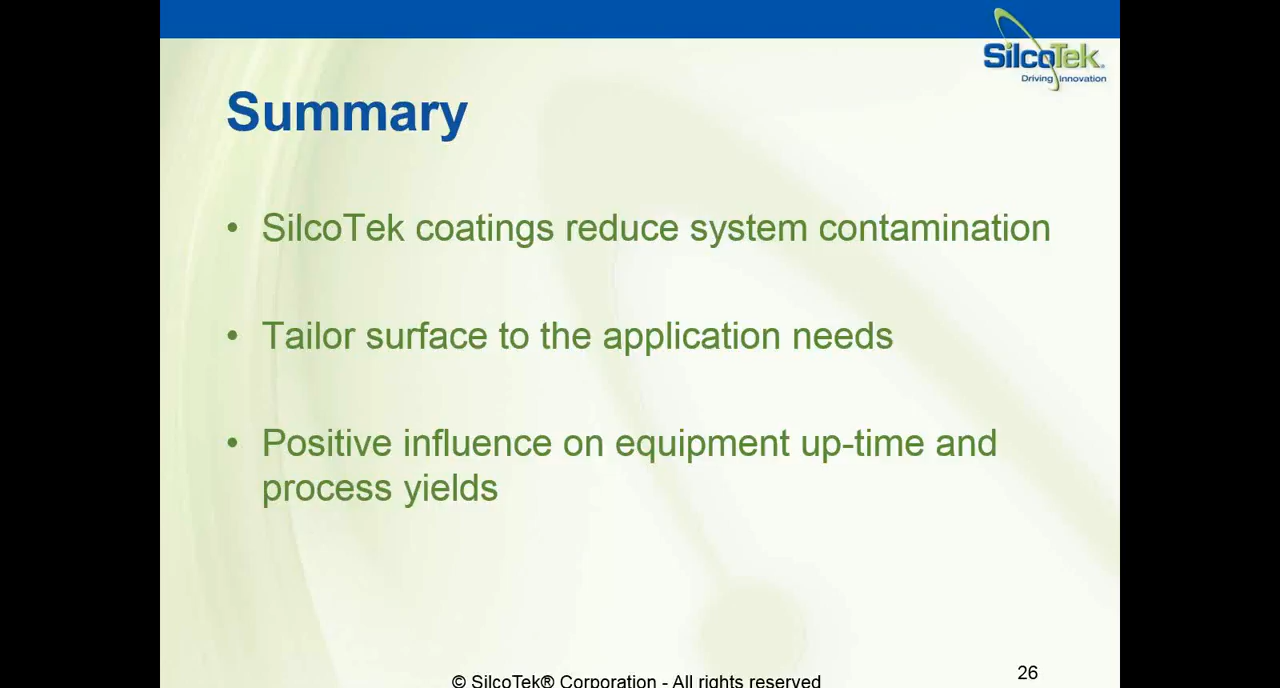 SilcoTek®
Driving Innovation
Summary
• SilcoTek coatings reduce system contamination
• Tailor surface to the application needs
• Positive influence on equipment up-time and
process yields
26
© SilcoTek® Corporation - All rights reserved